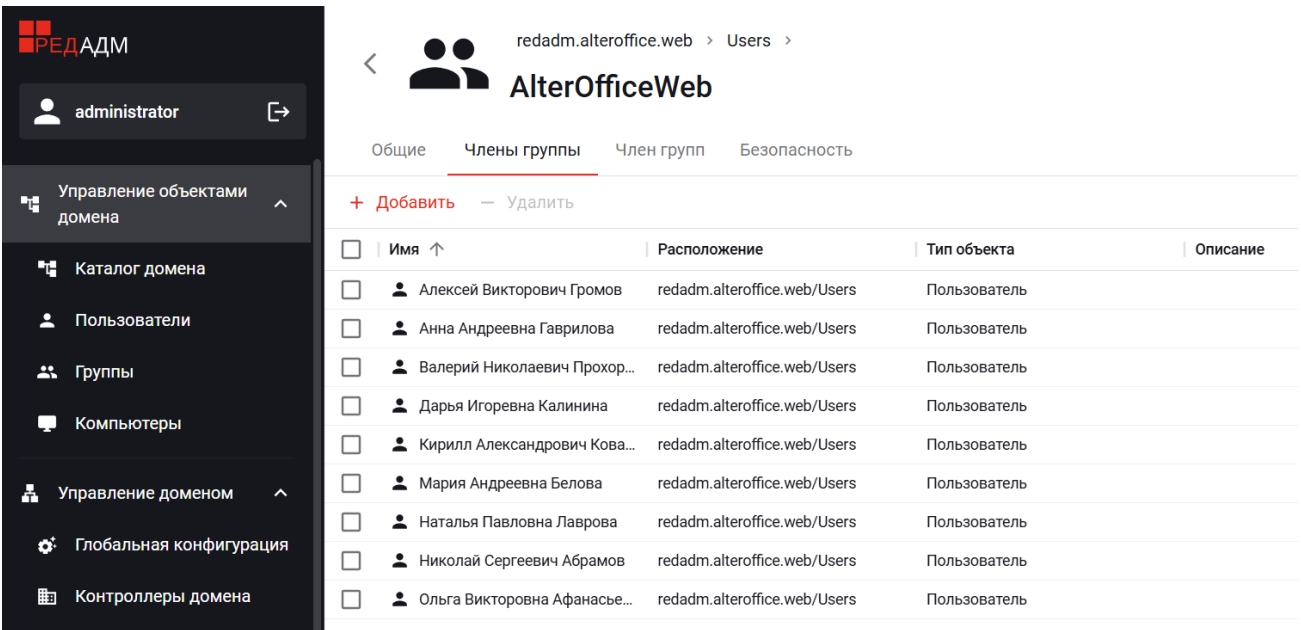 РЕДАДМ
administrator
Управление объектами
домена
Каталог домена
Пользователи
Группы
Компьютеры
Управление доменом
Глобальная конфигурация
Контроллеры домена
redadm.alteroffice.web > Users >
AlterOfficeWeb
Общие Члены группы Член групп Безопасность
+ Добавить — Удалить
Имя ↑ Расположение Тип объекта Описание
Алексей Викторович Громов redadm.alteroffice.web/Users Пользователь
Анна Андреевна Гаврилова redadm.alteroffice.web/Users Пользователь
Валерий Николаевич Прохор... redadm.alteroffice.web/Users Пользователь
Дарья Игоревна Калинина redadm.alteroffice.web/Users Пользователь
Кирилл Александрович Кова... redadm.alteroffice.web/Users Пользователь
Мария Андреевна Белова redadm.alteroffice.web/Users Пользователь
Наталья Павловна Лаврова redadm.alteroffice.web/Users Пользователь
Николай Сергеевич Абрамов redadm.alteroffice.web/Users Пользователь
Ольга Викторовна Афанасье... redadm.alteroffice.web/Users Пользователь